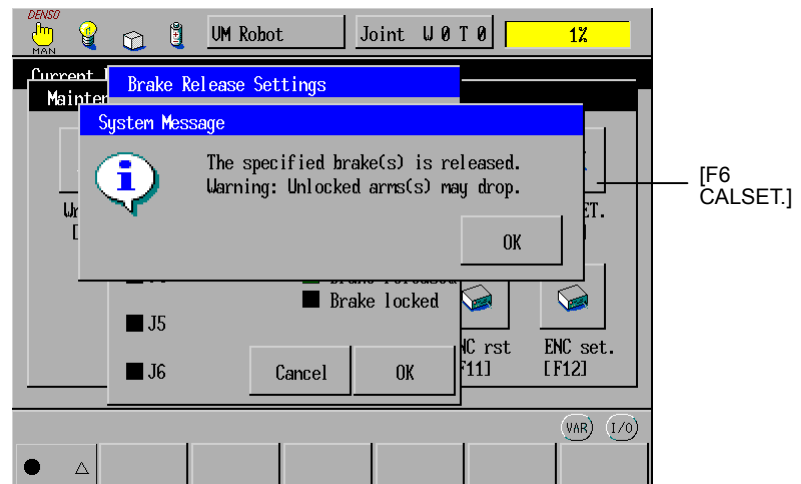 DENSO
MAN
UM Robot
Joint W 0 T 0
1%
Current
Mainte
Brake Release Settings
System Message
The specified brake(s) is released.
Warning: Unlocked arms(s) may drop.
OK
[F6
CALSET.]
ET.
Brake locked
J5
J6
Cancel
OK
NC rst
F11]
ENC set.
[F12]
VAR
I/O